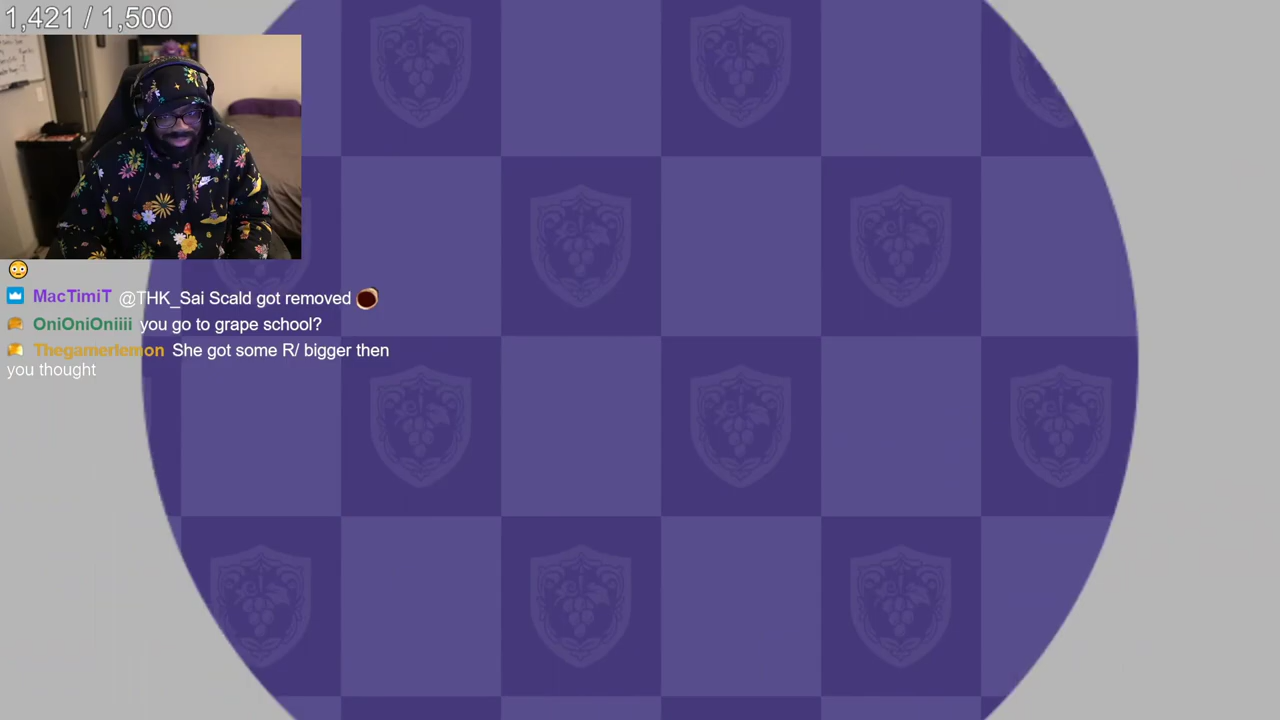 1,421 / 1,500
MacTimiT @THK_Sai Scald got removed
OniOniOniiii you go to grape school?
Thegamerlemon She got some R/ bigger then
you thought